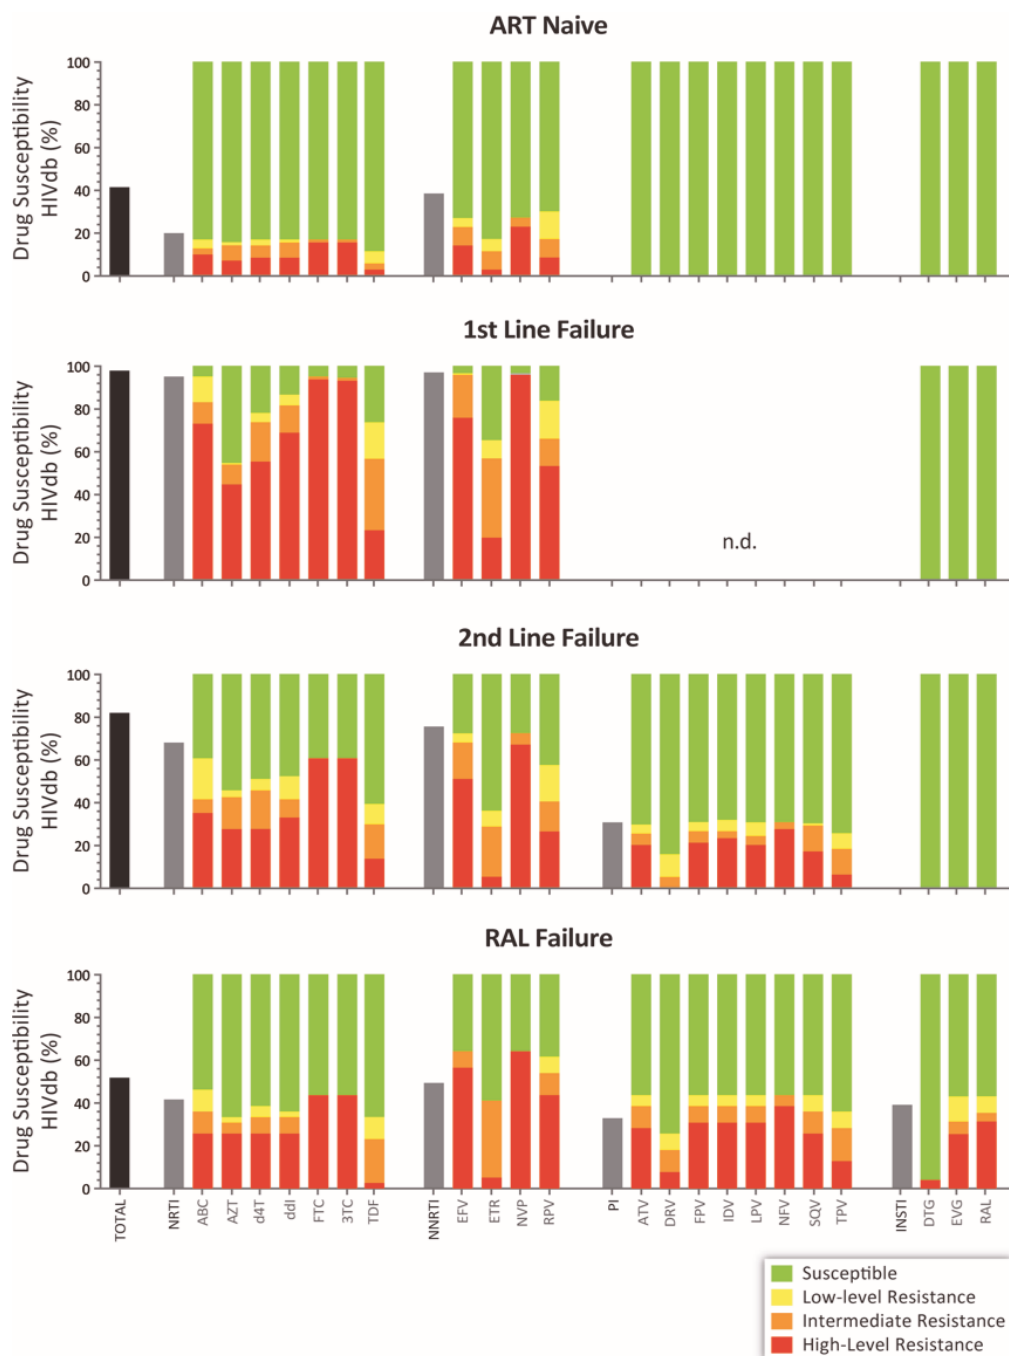 ART Naive
Drug Susceptibility
HIVdb (%)
100
80
60
40
20
0
1st Line Failure
Drug Susceptibility
HIVdb (%)
100
80
60
40
20
0
n.d.
2nd Line Failure
Drug Susceptibility
HIVdb (%)
100
80
60
40
20
0
RAL Failure
Drug Susceptibility
HIVdb (%)
100
80
60
40
20
0
TOTAL
NRTI
ABC
AZT
d4T
ddI
FTC
3TC
TDF
NNRTI
EFV
ETR
NVP
RPV
PI
ATV
DRV
FPV
IDV
LPV
NFV
SQV
TPV
INSTI
DTG
EVG
RAL
Susceptible
Low-level Resistance
Intermediate Resistance
High-Level Resistance